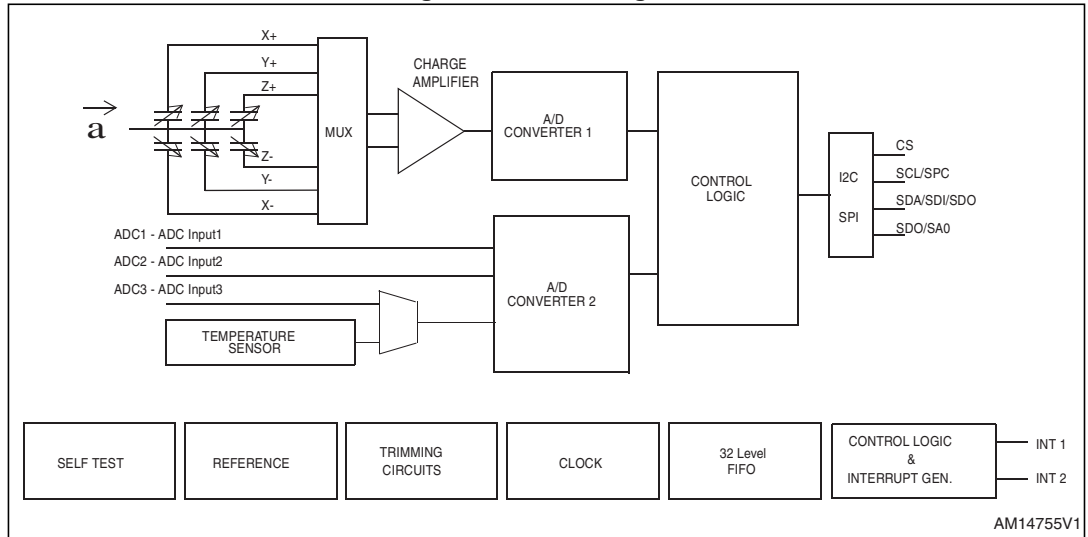 X+
Y+
Z+
Z-
Y-
X-
a
MUX
CHARGE
AMPLIFIER
A/D
CONVERTER 1
CONTROL
LOGIC
I2C
SPI
CS
SCL/SPC
SDA/SDI/SDO
SDO/SA0
ADC1 - ADC Input1
ADC2 - ADC Input2
ADC3 - ADC Input3
A/D
CONVERTER 2
TEMPERATURE
SENSOR
SELF TEST
REFERENCE
TRIMMING
CIRCUITS
CLOCK
32 Level
FIFO
CONTROL LOGIC
&
INTERRUPT GEN.
INT 1
INT 2
AM14755V1